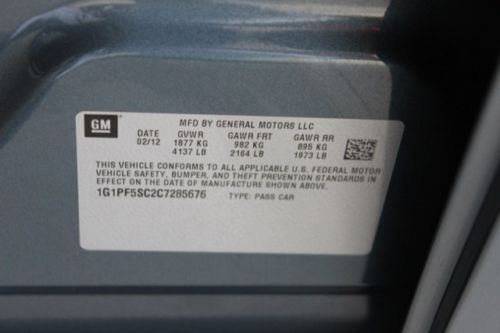 GM
MFD BY GENERAL MOTORS LLC
DATE GVWR GAWR FRT GAWR RR
02/12 1877 KG 982 KG 895 KG
4137 LB 2164 LB 1973 LB
THIS VEHICLE CONFORMS TO ALL APPLICABLE U.S. FEDERAL MOTOR
VEHICLE SAFETY, BUMPER, AND THEFT PREVENTION STANDARDS IN
EFFECT ON THE DATE OF MANUFACTURE SHOWN ABOVE.
1G1PF5SC2C7285676 TYPE: PASS CAR